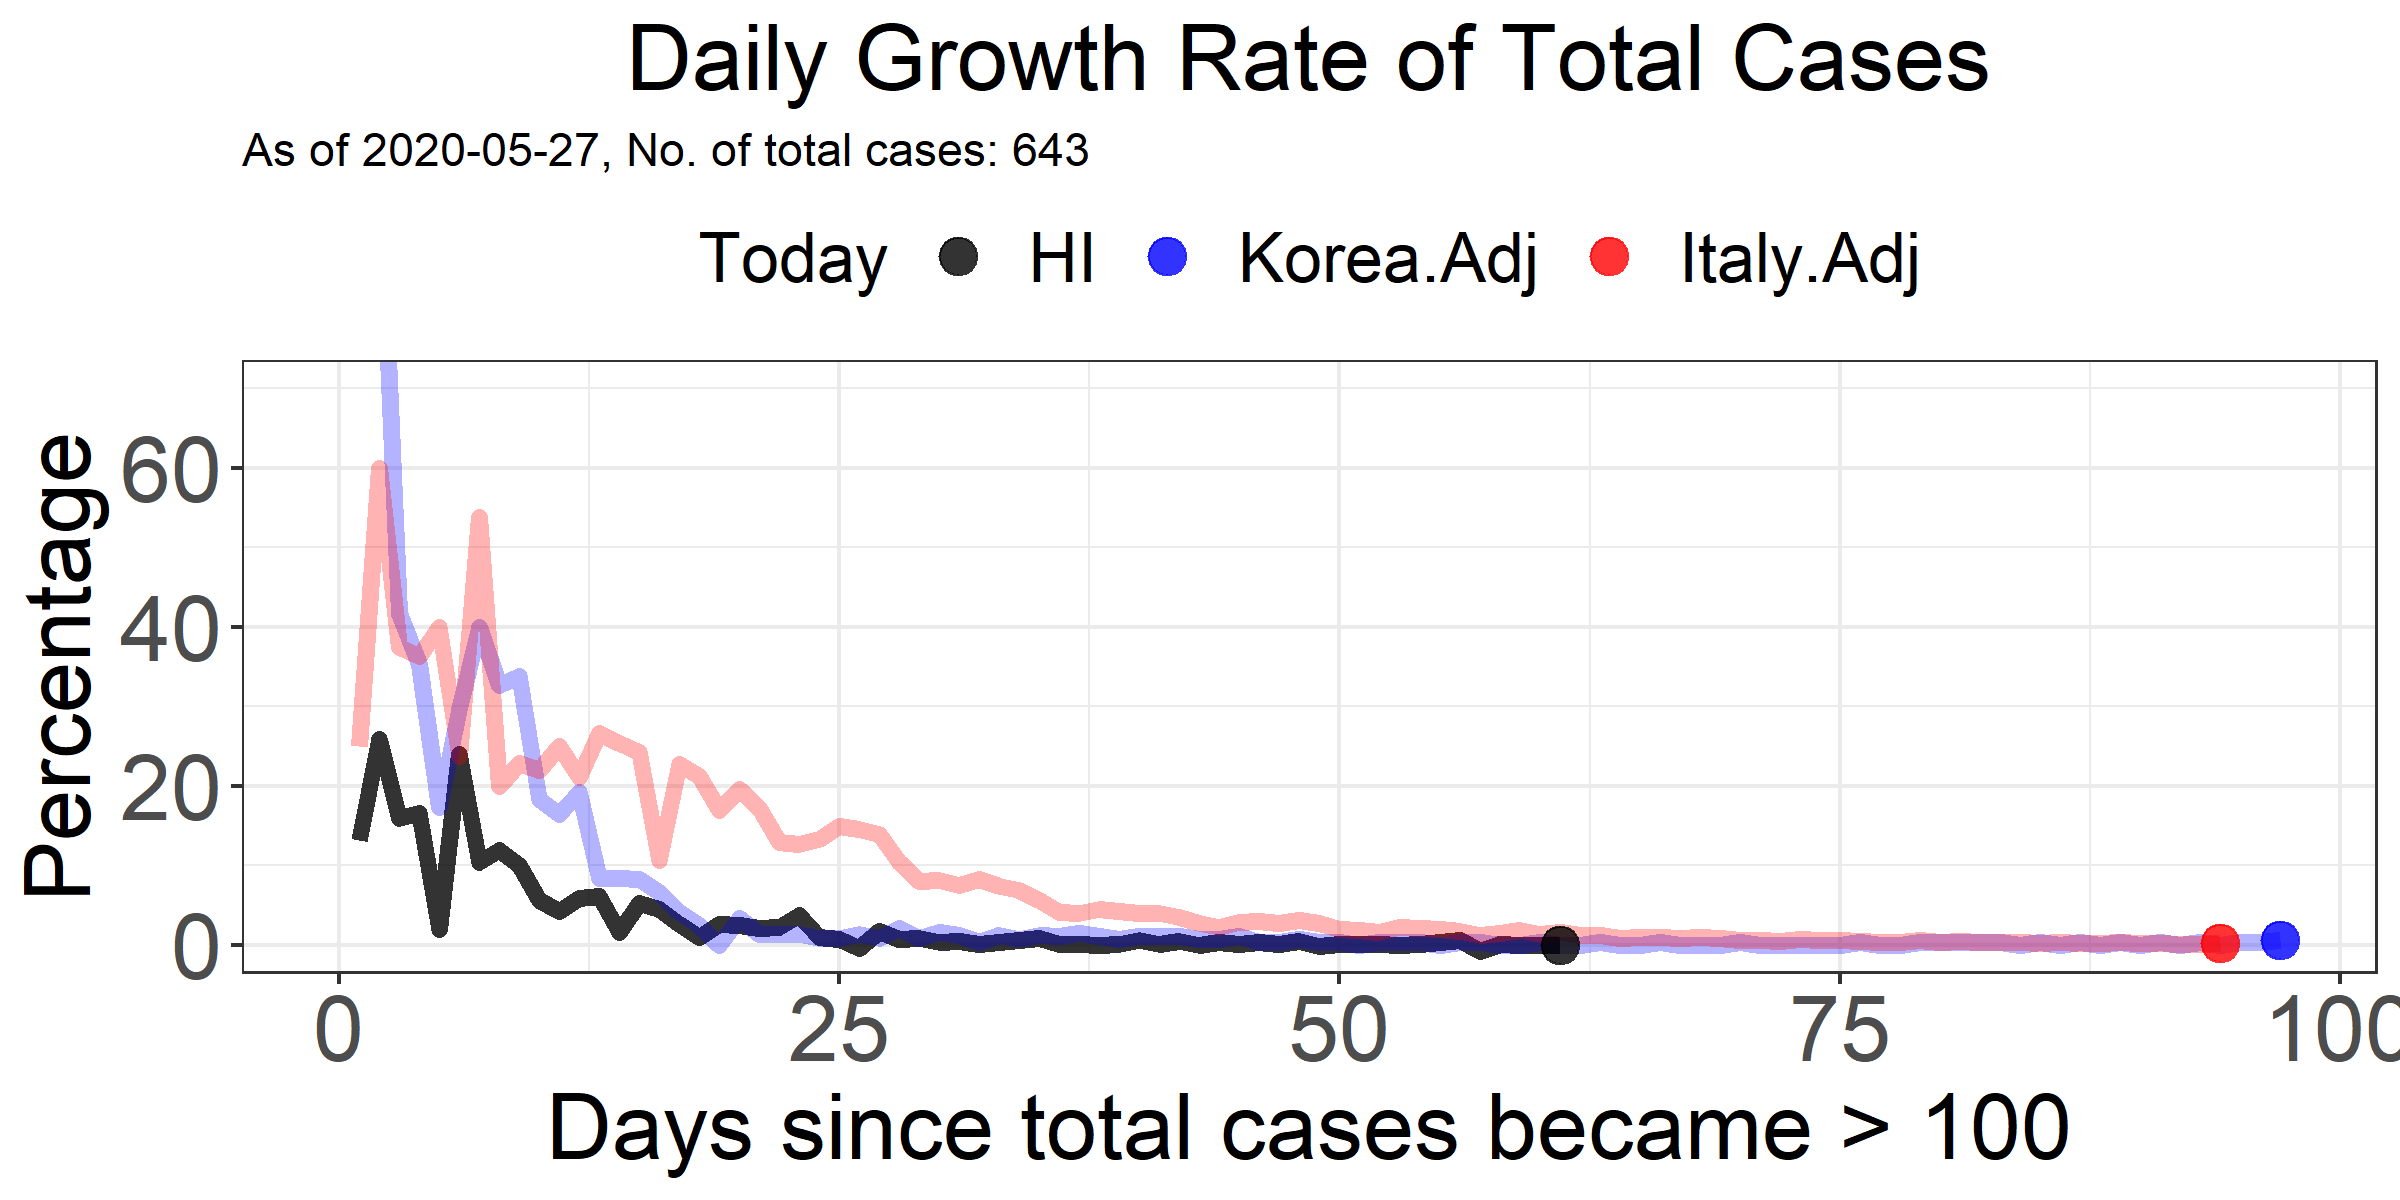 Daily Growth Rate of Total Cases
As of 2020-05-27, No. of total cases: 643
Today HI Korea.Adj Italy.Adj
Percentage
60
40
20
0
0 25 50 75 100
Days since total cases became > 100